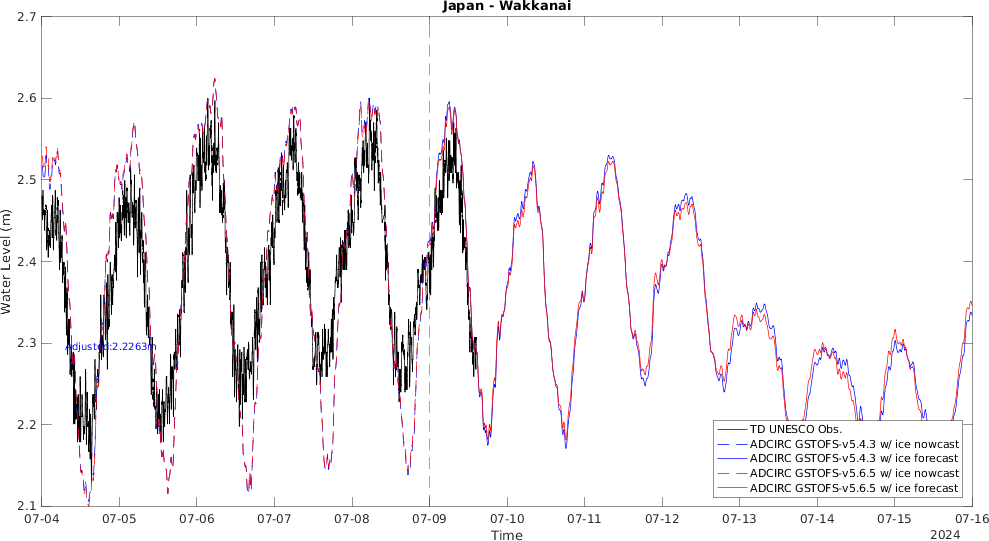 Japan - Wakkanai
2.7
2.6
2.5
2.4
2.3
2.2
2.1
Water Level (m)
Adjusted:2.2263m
TD UNESCO Obs.
ADCIRC GSTOFS-v5.4.3 w/ ice nowcast
ADCIRC GSTOFS-v5.4.3 w/ ice forecast
ADCIRC GSTOFS-v5.6.5 w/ ice nowcast
ADCIRC GSTOFS-v5.6.5 w/ ice forecast
07-04 07-05 07-06 07-07 07-08 07-09 07-10 07-11 07-12 07-13 07-14 07-15 07-16
Time
2024